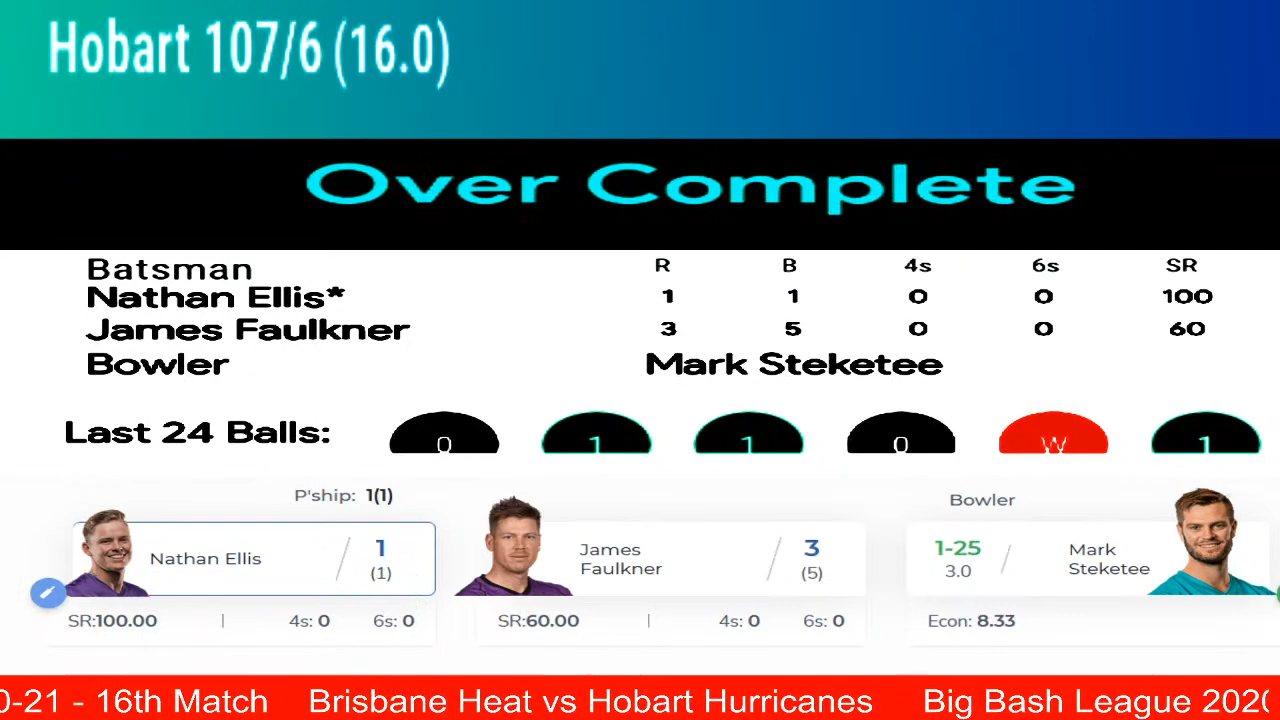 Hobart 107/6 (16.0)
Over Complete
Batsman R B 4s 6s SR
Nathan Ellis* 1 1 0 0 100
James Faulkner 3 5 0 0 60
Bowler Mark Steketee
Last 24 Balls: 0 1 1 0 W 1
P'ship: 1(1) Bowler
Nathan Ellis 1 (1)
James Faulkner 3 (5)
1-25 3.0 Mark Steketee
SR:100.00 4s: 0 6s: 0 SR:60.00 4s: 0 6s: 0 Econ: 8.33
0-21 - 16th Match Brisbane Heat vs Hobart Hurricanes Big Bash League 2020